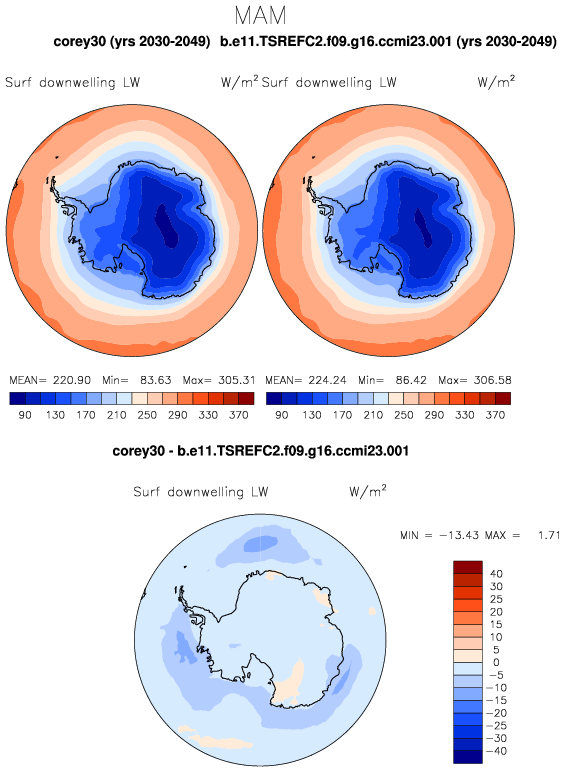 MAM
corey30 (yrs 2030-2049) b.e11.TSREFC2.f09.g16.ccmi23.001 (yrs 2030-2049)
Surf downwelling LW W/m² Surf downwelling LW W/m²
MEAN= 220.90 Min= 83.63 Max= 305.31 MEAN= 224.24 Min= 86.42 Max= 306.58
90 130 170 210 250 290 330 370 90 130 170 210 250 290 330 370
corey30 - b.e11.TSREFC2.f09.g16.ccmi23.001
Surf downwelling LW W/m²
MIN = -13.43 MAX = 1.71
40
30
25
20
15
10
5
0
-5
-10
-15
-20
-25
-30
-40